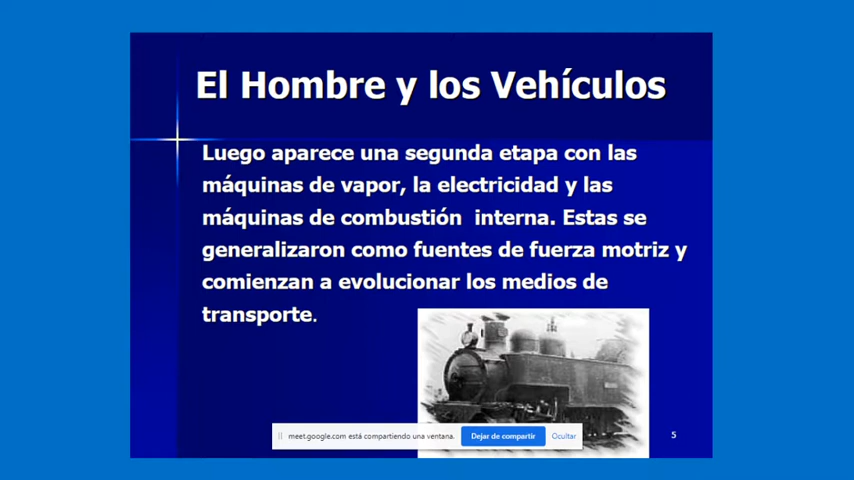 El Hombre y los Vehículos
Luego aparece una segunda etapa con las
máquinas de vapor, la electricidad y las
máquinas de combustión interna. Estas se
generalizaron como fuentes de fuerza motriz y
comienzan a evolucionar los medios de
transporte.
meet.google.com está compartiendo una ventana. Dejar de compartir Ocultar
5